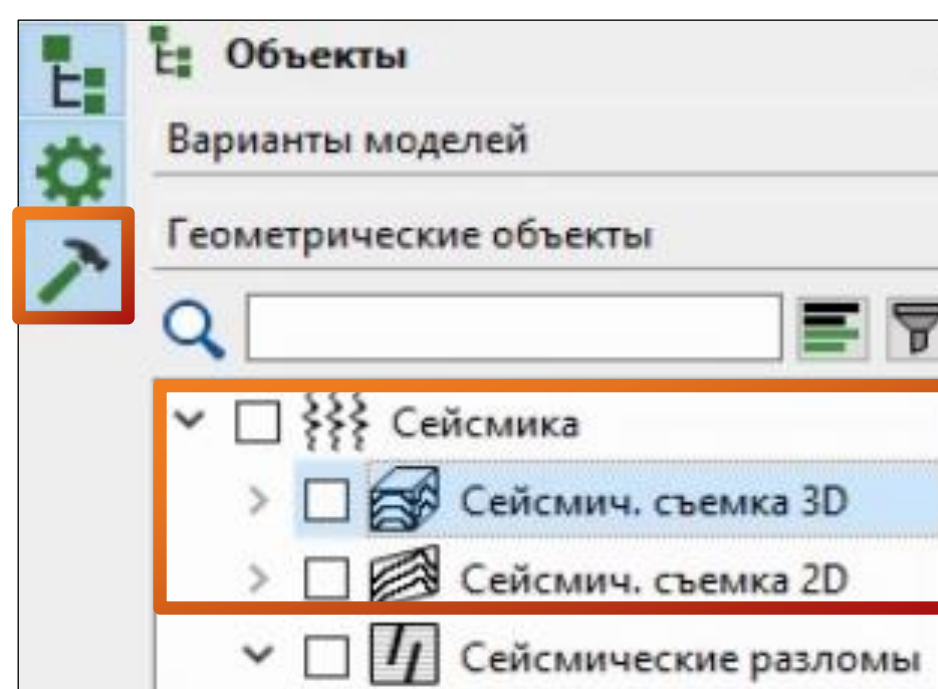 Объекты
Варианты моделей
Геометрические объекты
Сейсмика
Сейсмич. съемка 3D
Сейсмич. съемка 2D
Сейсмические разломы